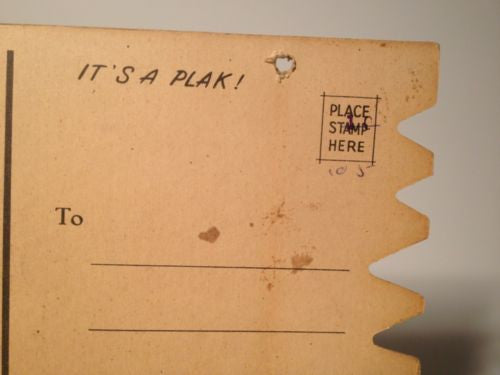 IT'S A PLAK!
PLACE
STAMP
HERE
To